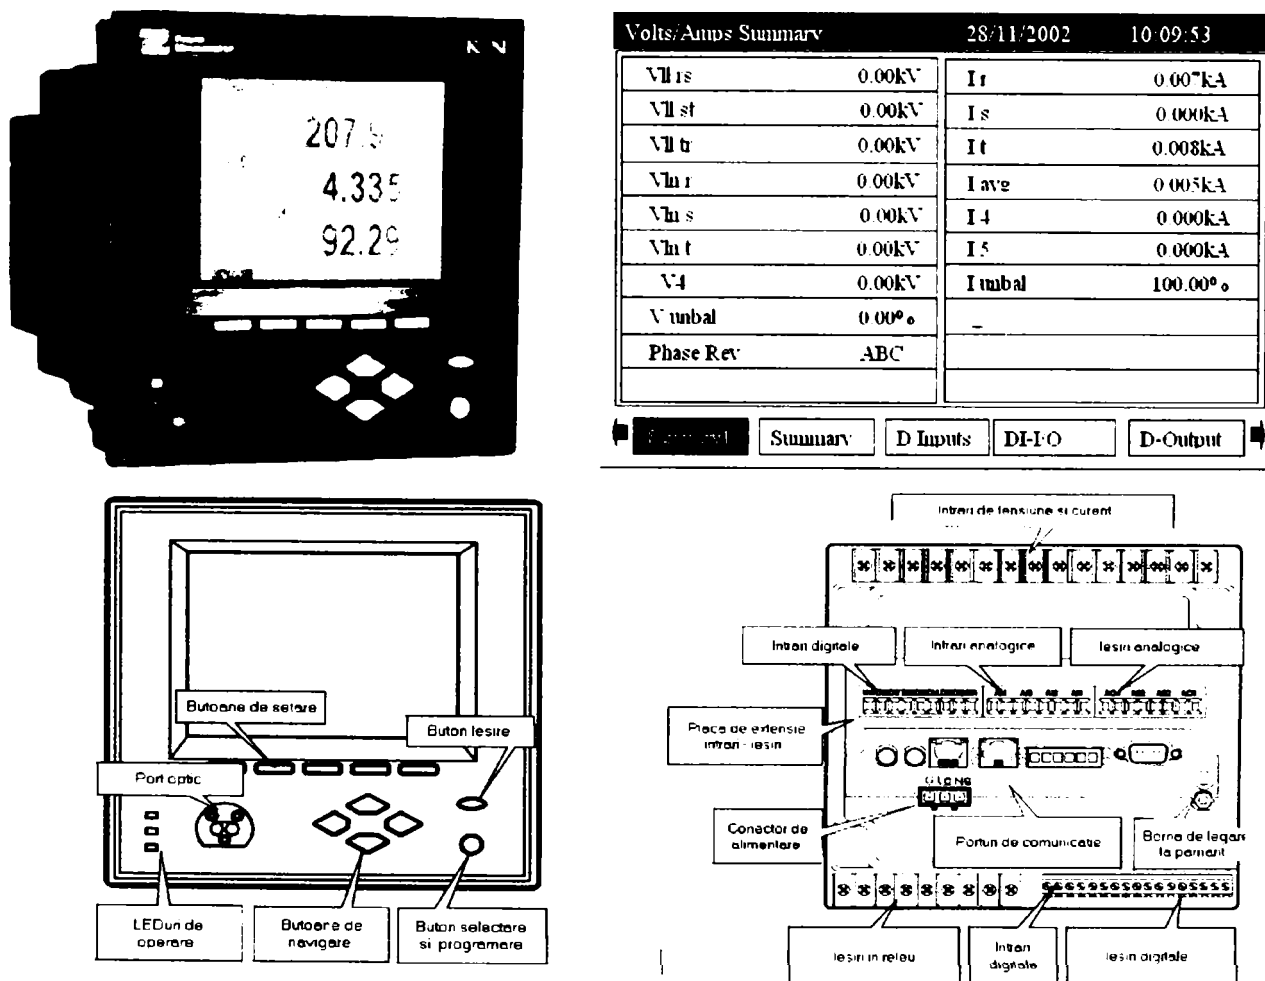 K N
207.9
4.335
92.29
Volts/Amps Summary 28/11/2002 10:09:53
Vll rs 0.00kV
Vll st 0.00kV
Vll tr 0.00kV
Vln r 0.00kV
Vln s 0.00kV
Vln t 0.00kV
V4 0.00kV
V unbal 0.00%
Phase Rev ABC
I r 0.007kA
I s 0.000kA
I t 0.008kA
I avg 0.005kA
I 4 0.000kA
I 5 0.000kA
I unbal 100.00%
Summary D Inputs DI-I/O D-Output
Butoane de setare
Buton Iesire
Port optic
LEDuri de
operare
Butoane de
navigare
Buton selectare
si programare
Intrari de tensiune si curent
Intrari digitale
Intrari analogice
Iesiri analogice
Placa de extensie
intrari - iesiri
Conector de
alimentare
Porturi de comunicatie
Borna de legare
la pamant
Iesiri in releu
Intrari
digitale
Iesiri digitale